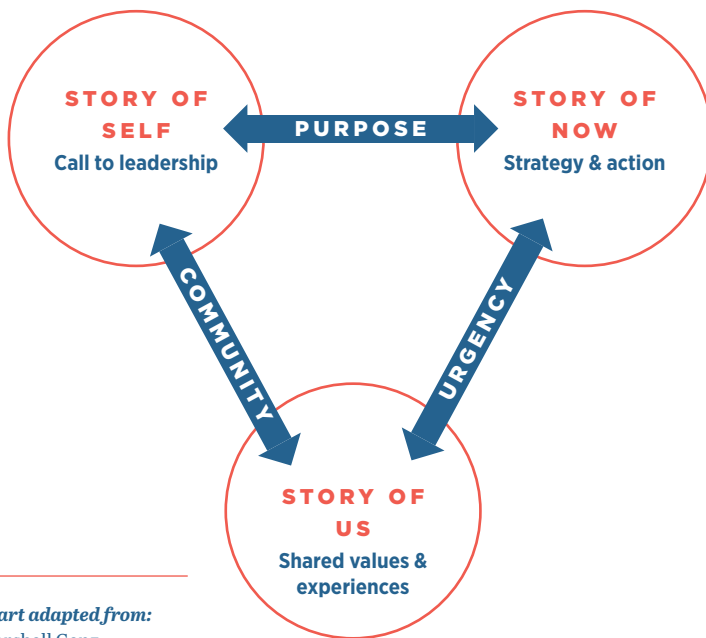 STORY OF
SELF
Call to leadership
PURPOSE
STORY OF
NOW
Strategy & action
COMMUNITY
URGENCY
STORY OF
US
Shared values &
experiences
adapted from: